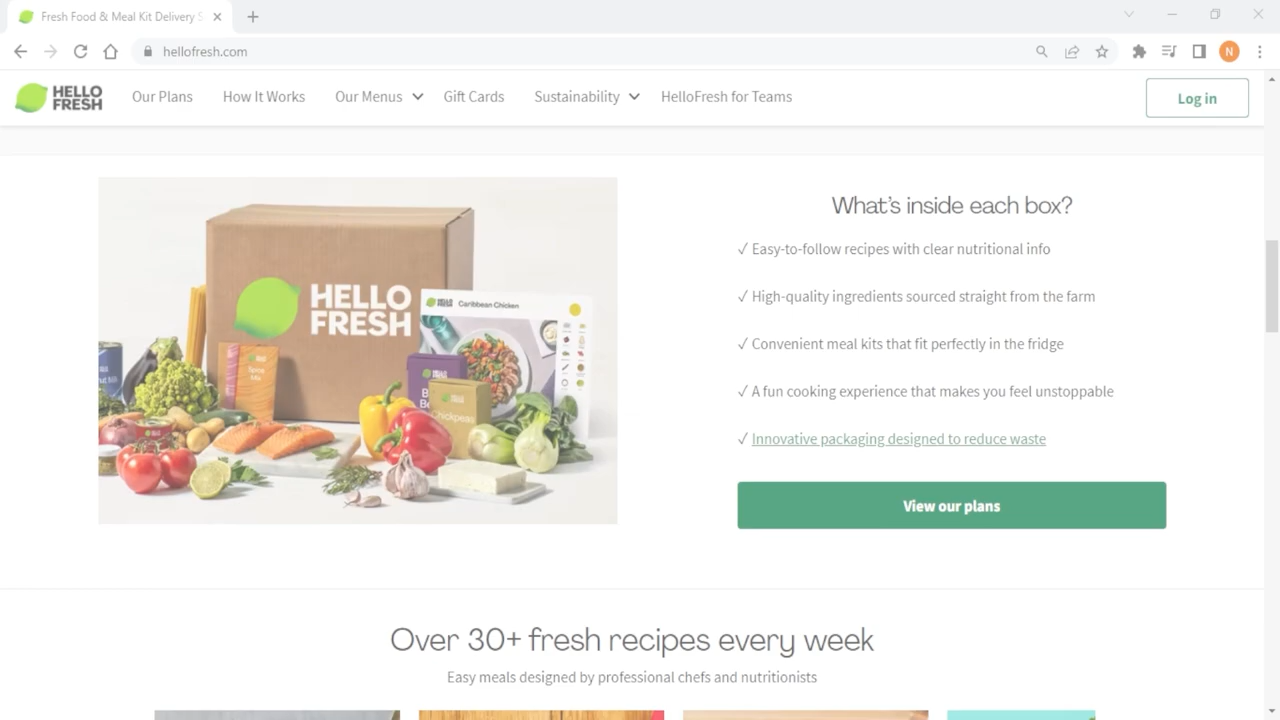 Fresh Food & Meal Kit Delivery S
hellofresh.com
N
HELLO
FRESH
Our Plans
How It Works
Our Menus
Gift Cards
Sustainability
HelloFresh for Teams
Log in
HELLO
FRESH
HELLO
FRESH
Caribbean Chicken
Spice
Mix
Chickpeas
What's inside each box?
✓ Easy-to-follow recipes with clear nutritional info
✓ High-quality ingredients sourced straight from the farm
✓ Convenient meal kits that fit perfectly in the fridge
✓ A fun cooking experience that makes you feel unstoppable
✓ Innovative packaging designed to reduce waste
View our plans
Over 30+ fresh recipes every week
Easy meals designed by professional chefs and nutritionists